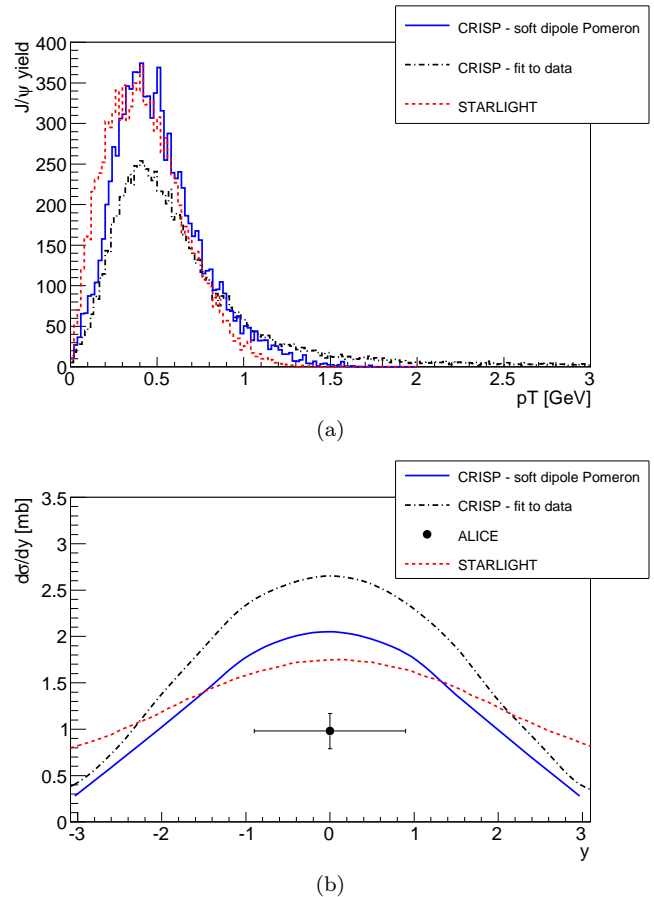 CRISP - soft dipole Pomeron
CRISP - fit to data
STARLIGHT
J/ψ yield
400
350
300
250
200
150
100
50
0
0 0.5 1 1.5 2 2.5 3
pT [GeV]
(a)
CRISP - soft dipole Pomeron
CRISP - fit to data
ALICE
STARLIGHT
dσ/dy [mb]
3.5
3
2.5
2
1.5
1
0.5
0
-3 -2 -1 0 1 2 3
y
(b)